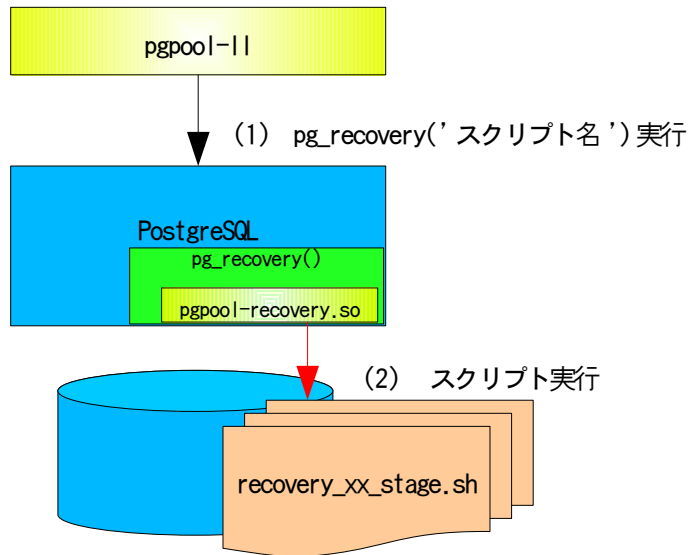 pgpool-II
(1) pg_recovery('スクリプト名')実行
PostgreSQL
pg_recovery()
pgpool-recovery.so
(2) スクリプト実行
recovery_xx_stage.sh